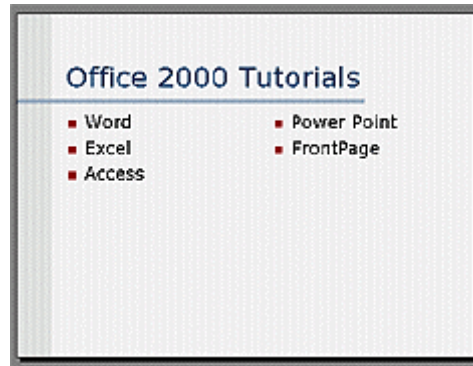 Office 2000 Tutorials
Word
Excel
Access
Power Point
FrontPage